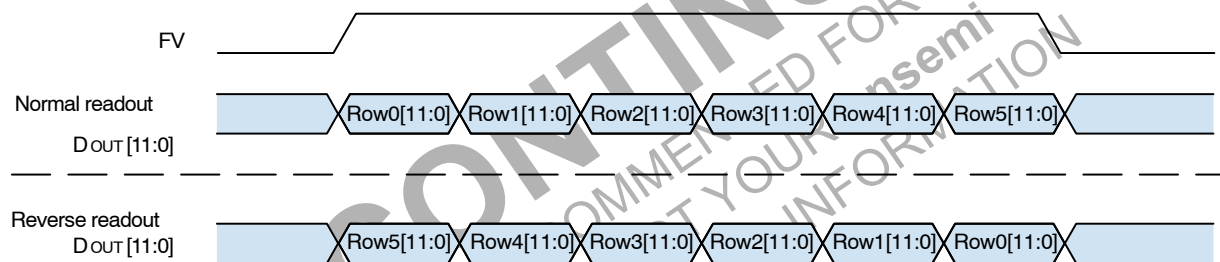 FV
Normal readout
DOUT [11:0]
Row0[11:0] Row1[11:0] Row2[11:0] Row3[11:0] Row4[11:0] Row5[11:0]
Reverse readout
DOUT [11:0]
Row5[11:0] Row4[11:0] Row3[11:0] Row2[11:0] Row1[11:0] Row0[11:0]